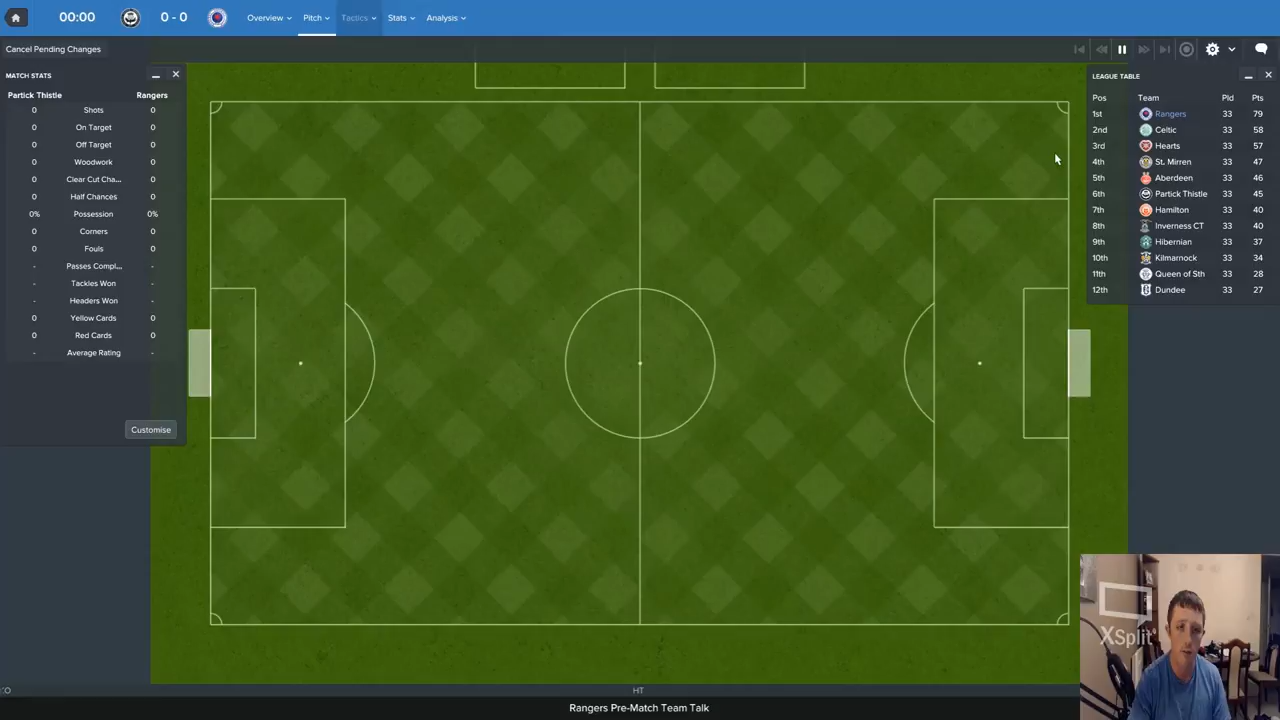 00:00 0 - 0 Overview Pitch Tactics Stats Analysis
Cancel Pending Changes
MATCH STATS
Partick Thistle Rangers
0 Shots 0
0 On Target 0
0 Off Target 0
0 Woodwork 0
0 Clear Cut Cha... 0
0 Half Chances 0
0% Possession 0%
0 Corners 0
0 Fouls 0
- Passes Compl... -
- Tackles Won -
- Headers Won -
0 Yellow Cards 0
0 Red Cards 0
- Average Rating -
Customise
LEAGUE TABLE
Pos Team Pld Pts
1st Rangers 33 79
2nd Celtic 33 58
3rd Hearts 33 57
4th St. Mirren 33 47
5th Aberdeen 33 46
6th Partick Thistle 33 45
7th Hamilton 33 40
8th Inverness CT 33 40
9th Hibernian 33 37
10th Kilmarnock 33 34
11th Queen of Sth 33 28
12th Dundee 33 27
XSplit
HT
Rangers Pre-Match Team Talk